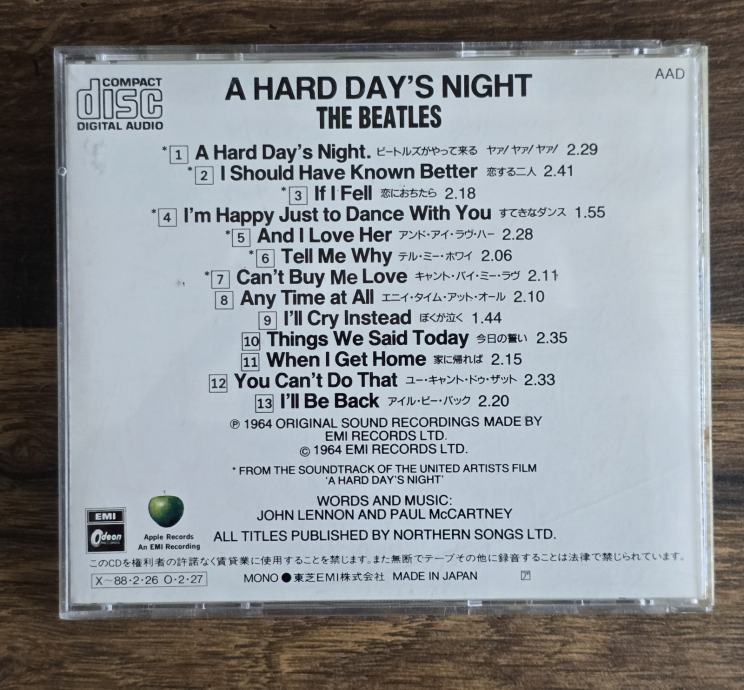 COMPACT
disc
DIGITAL AUDIO
AAD
A HARD DAY'S NIGHT
THE BEATLES
*1 A Hard Day's Night. ビートルズがやって来る ヤァ!ヤァ!ヤァ! 2.29
*2 I Should Have Known Better 恋する二人 2.41
*3 If I Fell 恋におちたら 2.18
*4 I'm Happy Just to Dance With You すてきなダンス 1.55
*5 And I Love Her アンド・アイ・ラヴ・ハー 2.28
*6 Tell Me Why テル・ミー・ホワイ 2.06
*7 Can't Buy Me Love キャント・バイ・ミー・ラヴ 2.11
8 Any Time at All エニイ・タイム・アット・オール 2.10
9 I'll Cry Instead ぼくが泣く 1.44
10 Things We Said Today 今日の誓い 2.35
11 When I Get Home 家に帰れば 2.15
12 You Can't Do That ユー・キャント・ドゥ・ザット 2.33
13 I'll Be Back アイル・ビー・バック 2.20
℗ 1964 ORIGINAL SOUND RECORDINGS MADE BY
EMI RECORDS LTD.
© 1964 EMI RECORDS LTD.
* FROM THE SOUNDTRACK OF THE UNITED ARTISTS FILM
'A HARD DAY'S NIGHT'
WORDS AND MUSIC:
JOHN LENNON AND PAUL McCARTNEY
ALL TITLES PUBLISHED BY NORTHERN SONGS LTD.
EMI
Odeon
Apple Records
An EMI Recording
このCDを権利者の許諾なく賃貸業に使用することを禁じます。また無断でテープその他に録音することは法律で禁じられています。
X~88・2・26 O・2・27
MONO ● 東芝EMI株式会社 MADE IN JAPAN